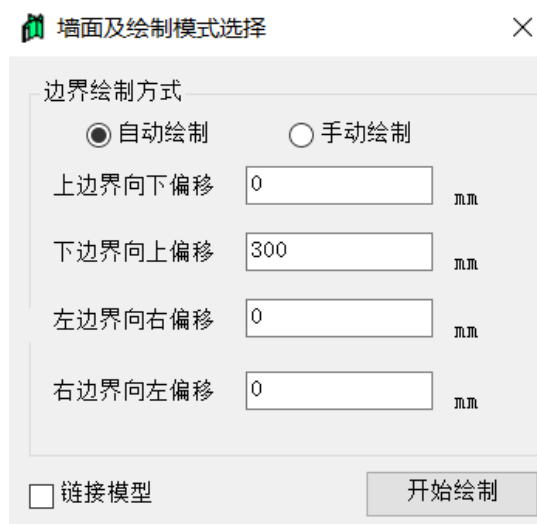 墙面及绘制模式选择
边界绘制方式
自动绘制 手动绘制
上边界向下偏移 0 mm
下边界向上偏移 300 mm
左边界向右偏移 0 mm
右边界向左偏移 0 mm
链接模型 开始绘制